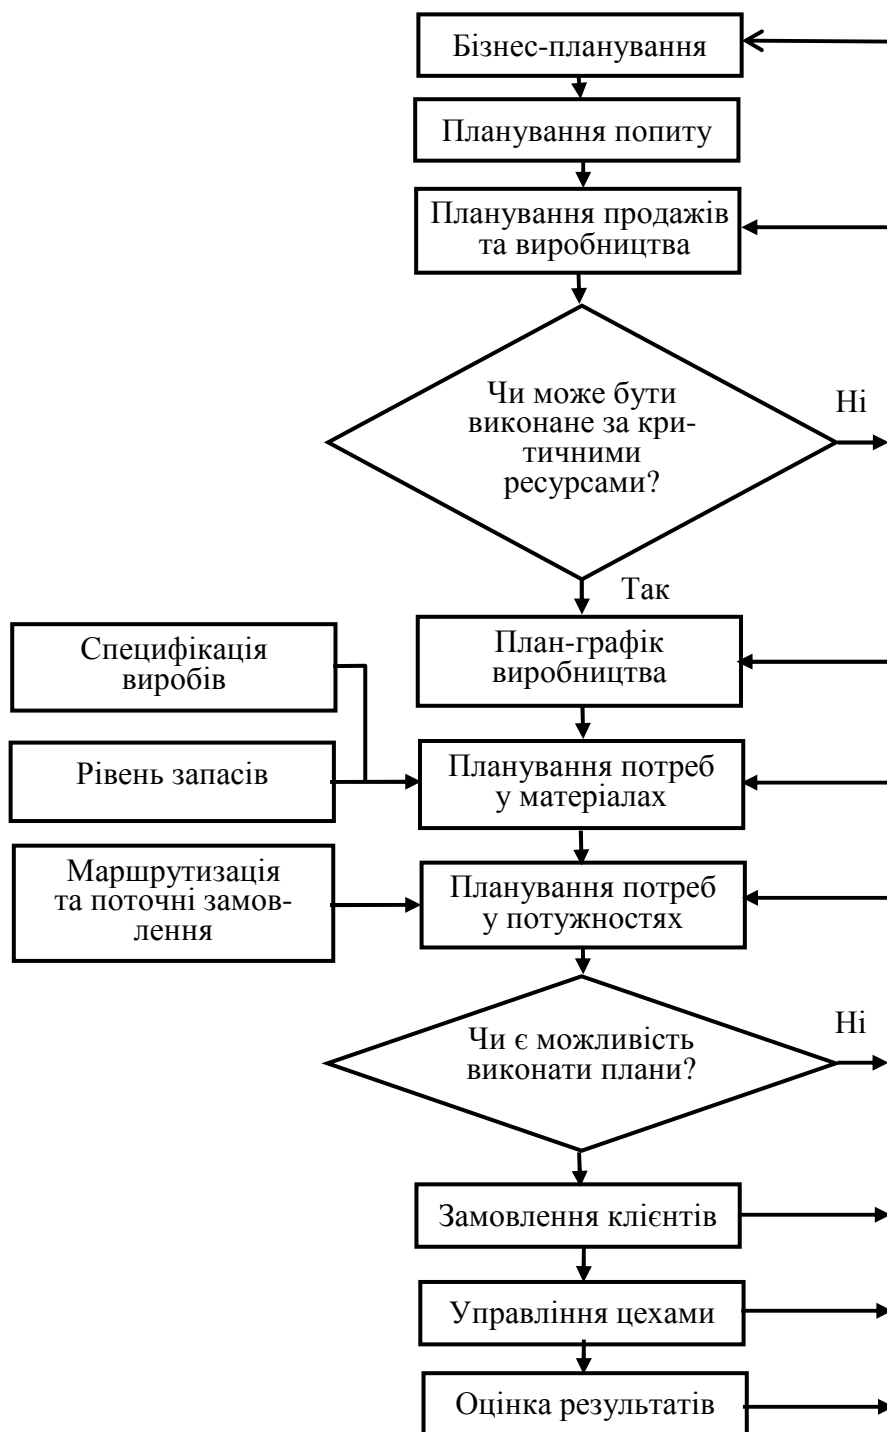 Бізнес-планування
Планування попиту
Планування продажів
та виробництва
Чи може бути
виконане за кри-
тичними
ресурсами?
Ні
Так
План-графік
виробництва
Специфікація
виробів
Рівень запасів
Планування потреб
у матеріалах
Маршрутизація
та поточні замов-
лення
Планування потреб
у потужностях
Чи є можливість
виконати плани?
Ні
Замовлення клієнтів
Управління цехами
Оцінка результатів